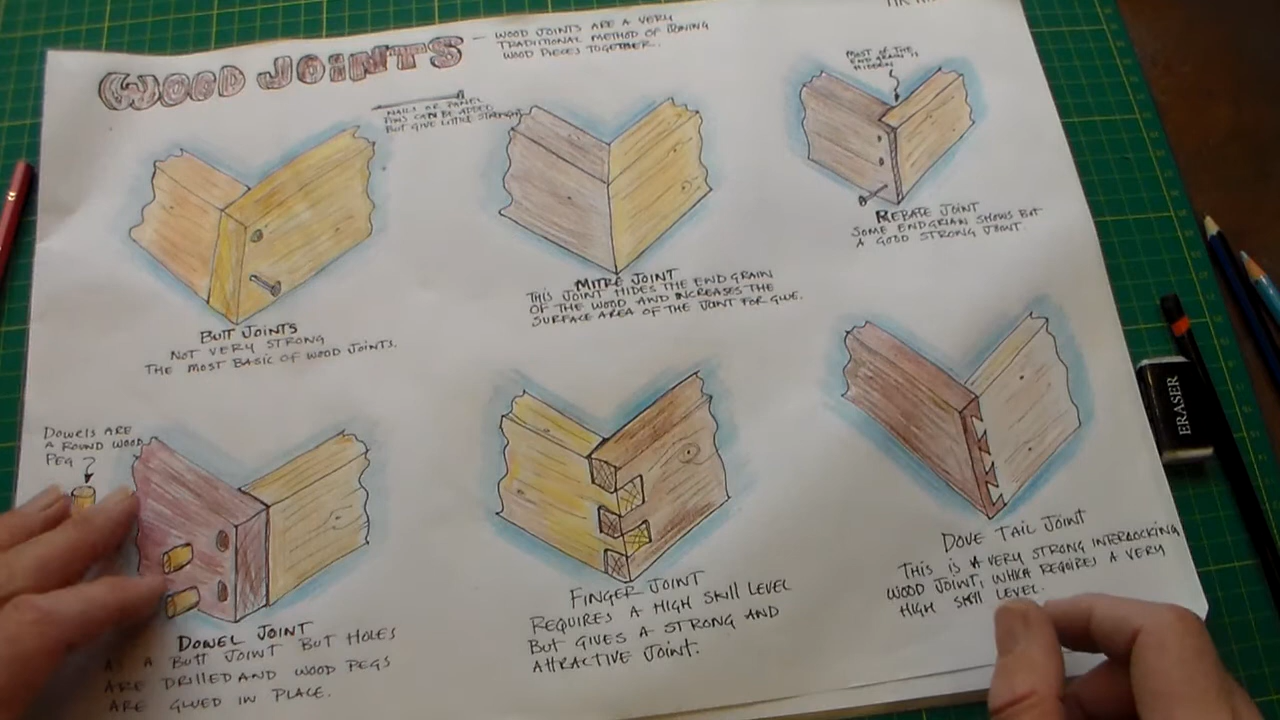 WOOD JOINTS
- WOOD JOINTS ARE A VERY
TRADITIONAL METHOD OF JOINING
WOOD PIECES TOGETHER.
NAILS OR PANEL
PINS CAN BE ADDED
BUT GIVE LITTLE STRENGTH
MOST OF THE
END GRAIN IS
HIDDEN
BUTT JOINTS
NOT VERY STRONG
THE MOST BASIC OF WOOD JOINTS.
MITRE JOINT
THIS JOINT HIDES THE END GRAIN
OF THE WOOD AND INCREASES THE
SURFACE AREA OF THE JOINT FOR GLUE.
REBATE JOINT
SOME ENDGRIAN SHOWS BUT
A GOOD STRONG JOINT.
DOWELS ARE
A ROUND WOOD
PEG
DOWEL JOINT
AS A BUTT JOINT BUT HOLES
ARE DRILLED AND WOOD PEGS
ARE GLUED IN PLACE.
FINGER JOINT
REQUIRES A HIGH SKILL LEVEL
BUT GIVES A STRONG AND
ATTRACTIVE JOINT.
DOVE TAIL JOINT
THIS IS A VERY STRONG INTERLOCKING
WOOD JOINT, WHICH REQUIRES A VERY
HIGH SKILL LEVEL.
ERASER